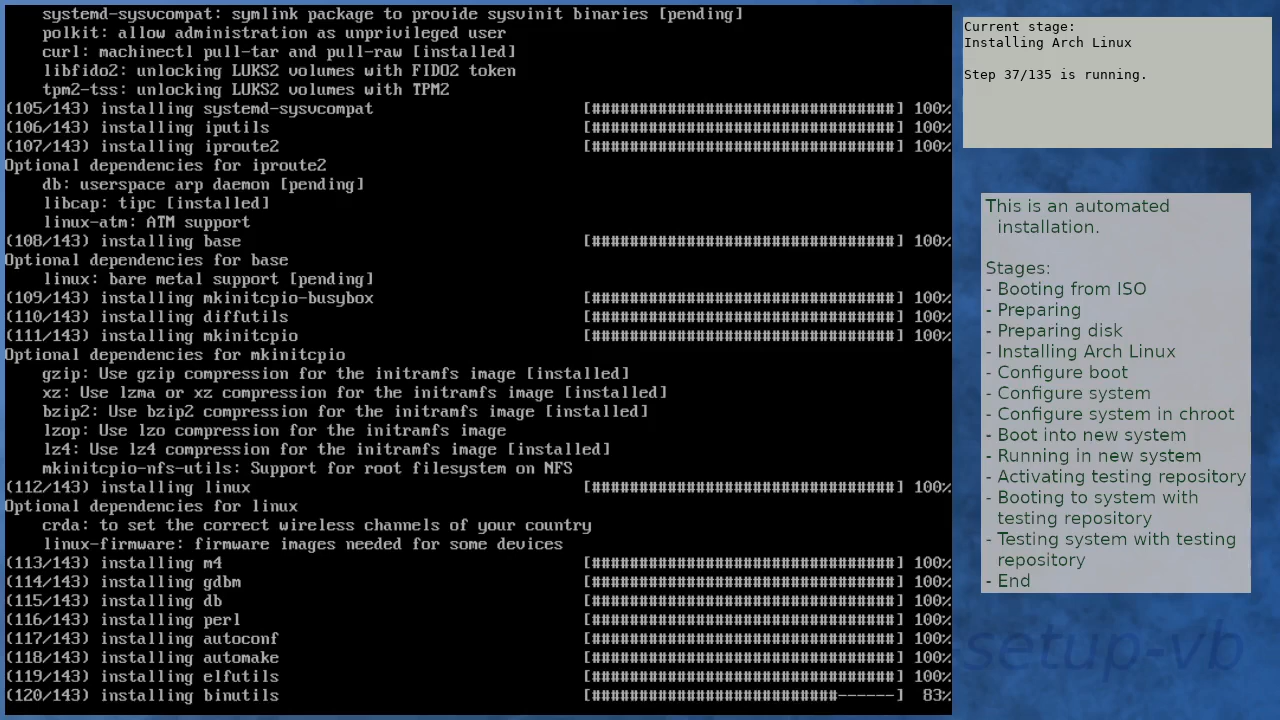 systemd-sysvcompat: symlink package to provide sysvinit binaries [pending]
polkit: allow administration as unprivileged user
curl: machinectl pull-tar and pull-raw [installed]
libfido2: unlocking LUKS2 volumes with FIDO2 token
tpm2-tss: unlocking LUKS2 volumes with TPM2
(105/143) installing systemd-sysvcompat [################################] 100%
(106/143) installing iputils [################################] 100%
(107/143) installing iproute2 [################################] 100%
Optional dependencies for iproute2
db: userspace arp daemon [pending]
libcap: tipc [installed]
linux-atm: ATM support
(108/143) installing base [################################] 100%
Optional dependencies for base
linux: bare metal support [pending]
(109/143) installing mkinitcpio-busybox [################################] 100%
(110/143) installing diffutils [################################] 100%
(111/143) installing mkinitcpio [################################] 100%
Optional dependencies for mkinitcpio
gzip: Use gzip compression for the initramfs image [installed]
xz: Use lzma or xz compression for the initramfs image [installed]
bzip2: Use bzip2 compression for the initramfs image [installed]
lzop: Use lzo compression for the initramfs image
lz4: Use lz4 compression for the initramfs image [installed]
mkinitcpio-nfs-utils: Support for root filesystem on NFS
(112/143) installing linux [################################] 100%
Optional dependencies for linux
crda: to set the correct wireless channels of your country
linux-firmware: firmware images needed for some devices
(113/143) installing m4 [################################] 100%
(114/143) installing gdbm [################################] 100%
(115/143) installing db [################################] 100%
(116/143) installing perl [################################] 100%
(117/143) installing autoconf [################################] 100%
(118/143) installing automake [################################] 100%
(119/143) installing elfutils [################################] 100%
(120/143) installing binutils [##########################------] 83%
Current stage:
Installing Arch Linux
Step 37/135 is running.
This is an automated
installation.
Stages:
- Booting from ISO
- Preparing
- Preparing disk
- Installing Arch Linux
- Configure boot
- Configure system
- Configure system in chroot
- Boot into new system
- Running in new system
- Activating testing repository
- Booting to system with
testing repository
- Testing system with testing
repository
- End
setup-vb